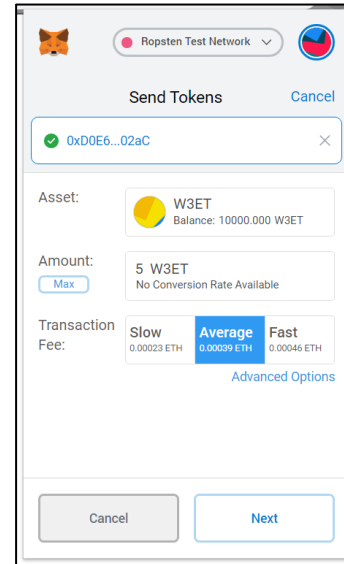 Ropsten Test Network
Send Tokens
Cancel
0xD0E6...02aC
Asset:
W3ET
Balance: 10000.000 W3ET
Amount:
Max
5 W3ET
No Conversion Rate Available
Transaction Fee:
Slow
0.00023 ETH
Average
0.00039 ETH
Fast
0.00046 ETH
Advanced Options
Cancel
Next